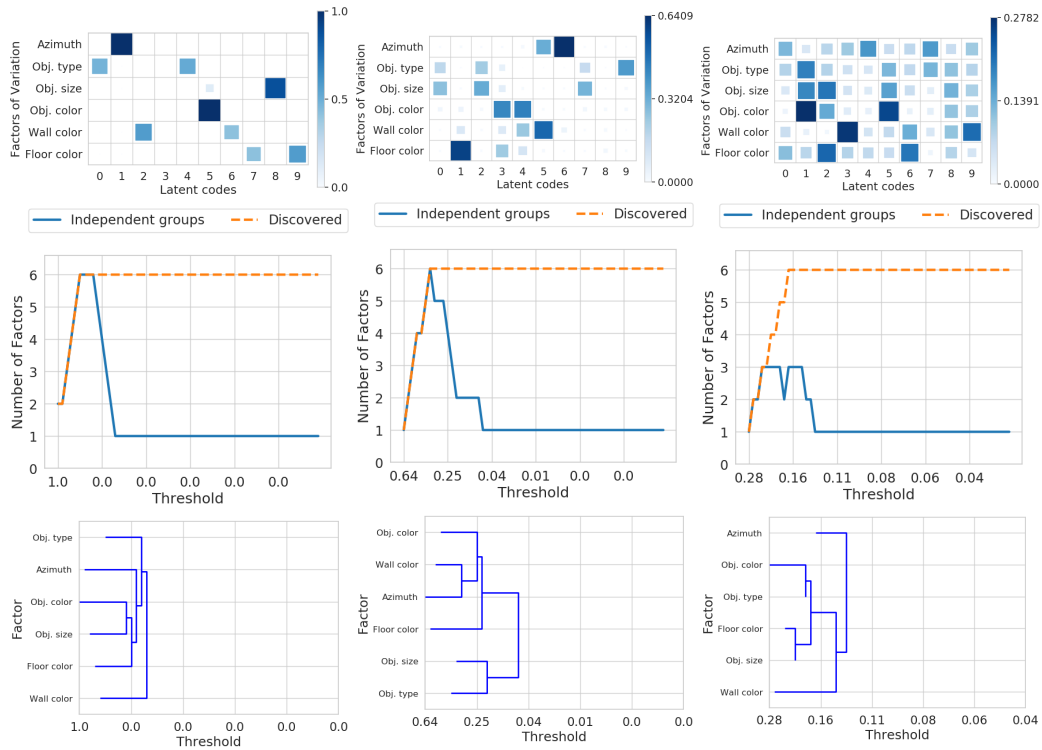 Factors of Variation
Azimuth
Obj. type
Obj. size
Obj. color
Wall color
Floor color
0 1 2 3 4 5 6 7 8 9
Latent codes
1.0
0.5
0.0
Factors of Variation
Azimuth
Obj. type
Obj. size
Obj. color
Wall color
Floor color
0 1 2 3 4 5 6 7 8 9
Latent codes
0.6409
0.3204
0.0000
Factors of Variation
Azimuth
Obj. type
Obj. size
Obj. color
Wall color
Floor color
0 1 2 3 4 5 6 7 8 9
Latent codes
0.2782
0.1391
0.0000
Independent groups Discovered
Number of Factors
6
5
4
3
2
1
0
1.0 0.0 0.0 0.0 0.0 0.0
Threshold
Independent groups Discovered
Number of Factors
6
5
4
3
2
1
0
0.64 0.25 0.04 0.01 0.0 0.0
Threshold
Independent groups Discovered
Number of Factors
6
5
4
3
2
1
0
0.28 0.16 0.11 0.08 0.06 0.04
Threshold
Factor
Obj. type
Azimuth
Obj. color
Obj. size
Floor color
Wall color
1.0 0.0 0.0 0.0 0.0 0.0
Threshold
Factor
Obj. color
Wall color
Azimuth
Floor color
Obj. size
Obj. type
0.64 0.25 0.04 0.01 0.0 0.0
Threshold
Factor
Azimuth
Obj. color
Obj. type
Floor color
Obj. size
Wall color
0.28 0.16 0.11 0.08 0.06 0.04
Threshold